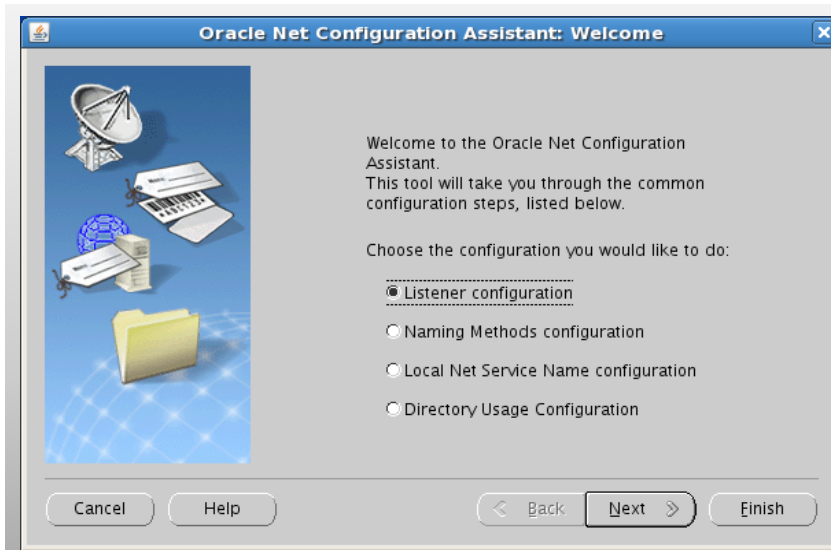 Oracle Net Configuration Assistant: Welcome
Welcome to the Oracle Net Configuration
Assistant.
This tool will take you through the common
configuration steps, listed below.
Choose the configuration you would like to do:
Listener configuration
Naming Methods configuration
Local Net Service Name configuration
Directory Usage Configuration
Cancel
Help
Back
Next
Finish